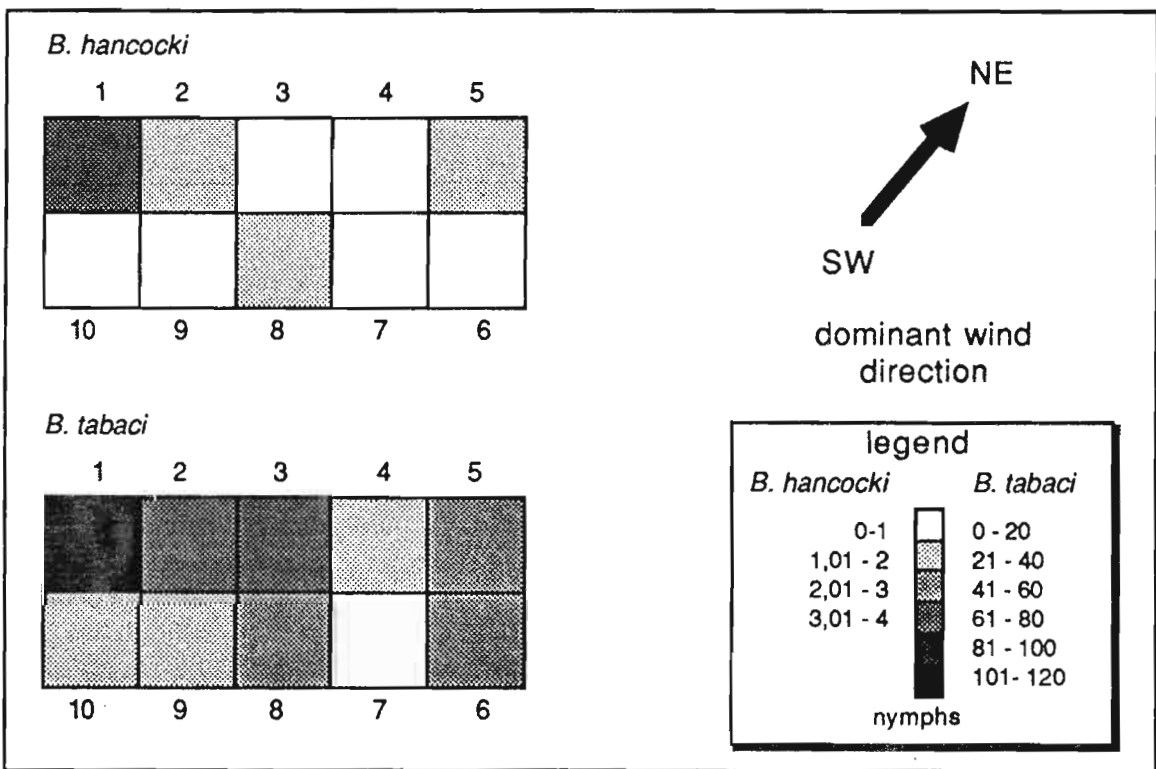 B. hancocki
1 2 3 4 5
10 9 8 7 6
B. tabaci
1 2 3 4 5
10 9 8 7 6
NE
SW
dominant wind
direction
legend
B. hancocki B. tabaci
0-1 0 - 20
1,01 - 2 21 - 40
2,01 - 3 41 - 60
3,01 - 4 61 - 80
81 - 100
101- 120
nymphs